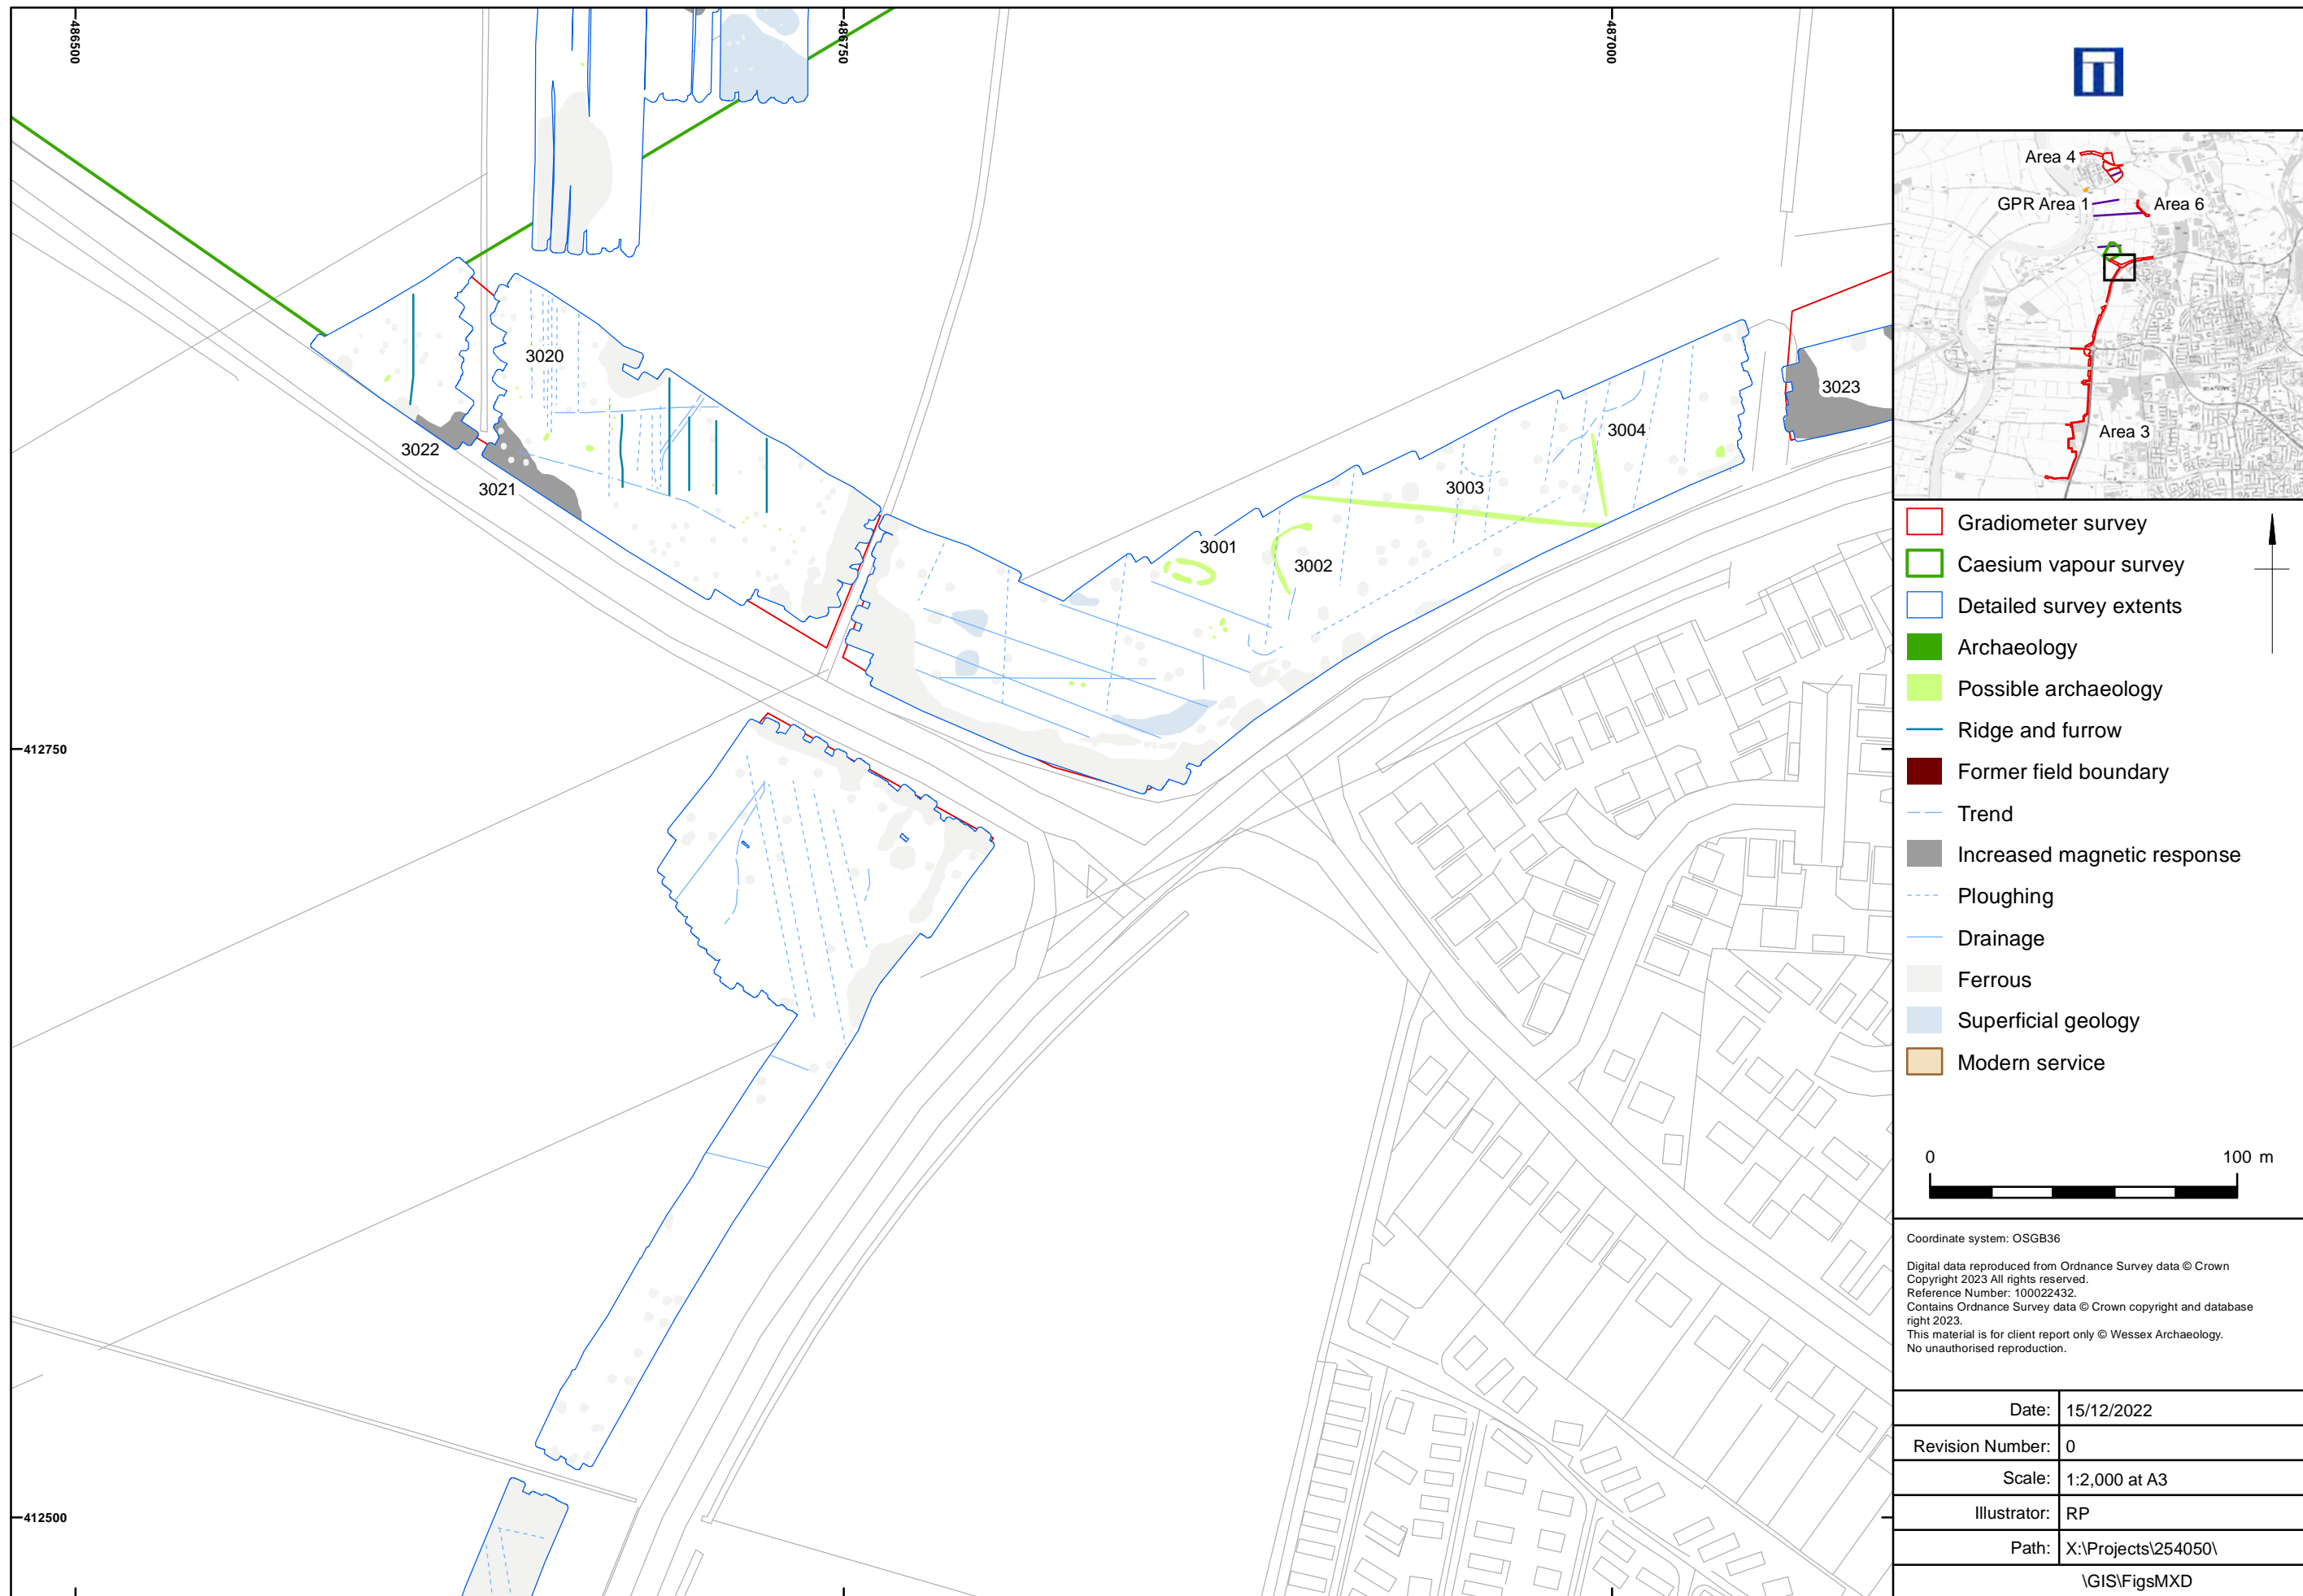 486500
486750
487000
412750
412500
3020
3022
3021
3001
3002
3003
3004
3023
Area 4
GPR Area 1
Area 6
Area 3
Gradiometer survey
Caesium vapour survey
Detailed survey extents
Archaeology
Possible archaeology
Ridge and furrow
Former field boundary
Trend
Increased magnetic response
Ploughing
Drainage
Ferrous
Superficial geology
Modern service
0 100 m
Coordinate system: OSGB36
Digital data reproduced from Ordnance Survey data © Crown
Copyright 2023 All rights reserved.
Reference Number: 100022432.
Contains Ordnance Survey data © Crown copyright and database
right 2023.
This material is for client report only © Wessex Archaeology.
No unauthorised reproduction.
Date: 15/12/2022
Revision Number: 0
Scale: 1:2,000 at A3
Illustrator: RP
Path: X:\Projects\254050\
\GIS\FigsMXD